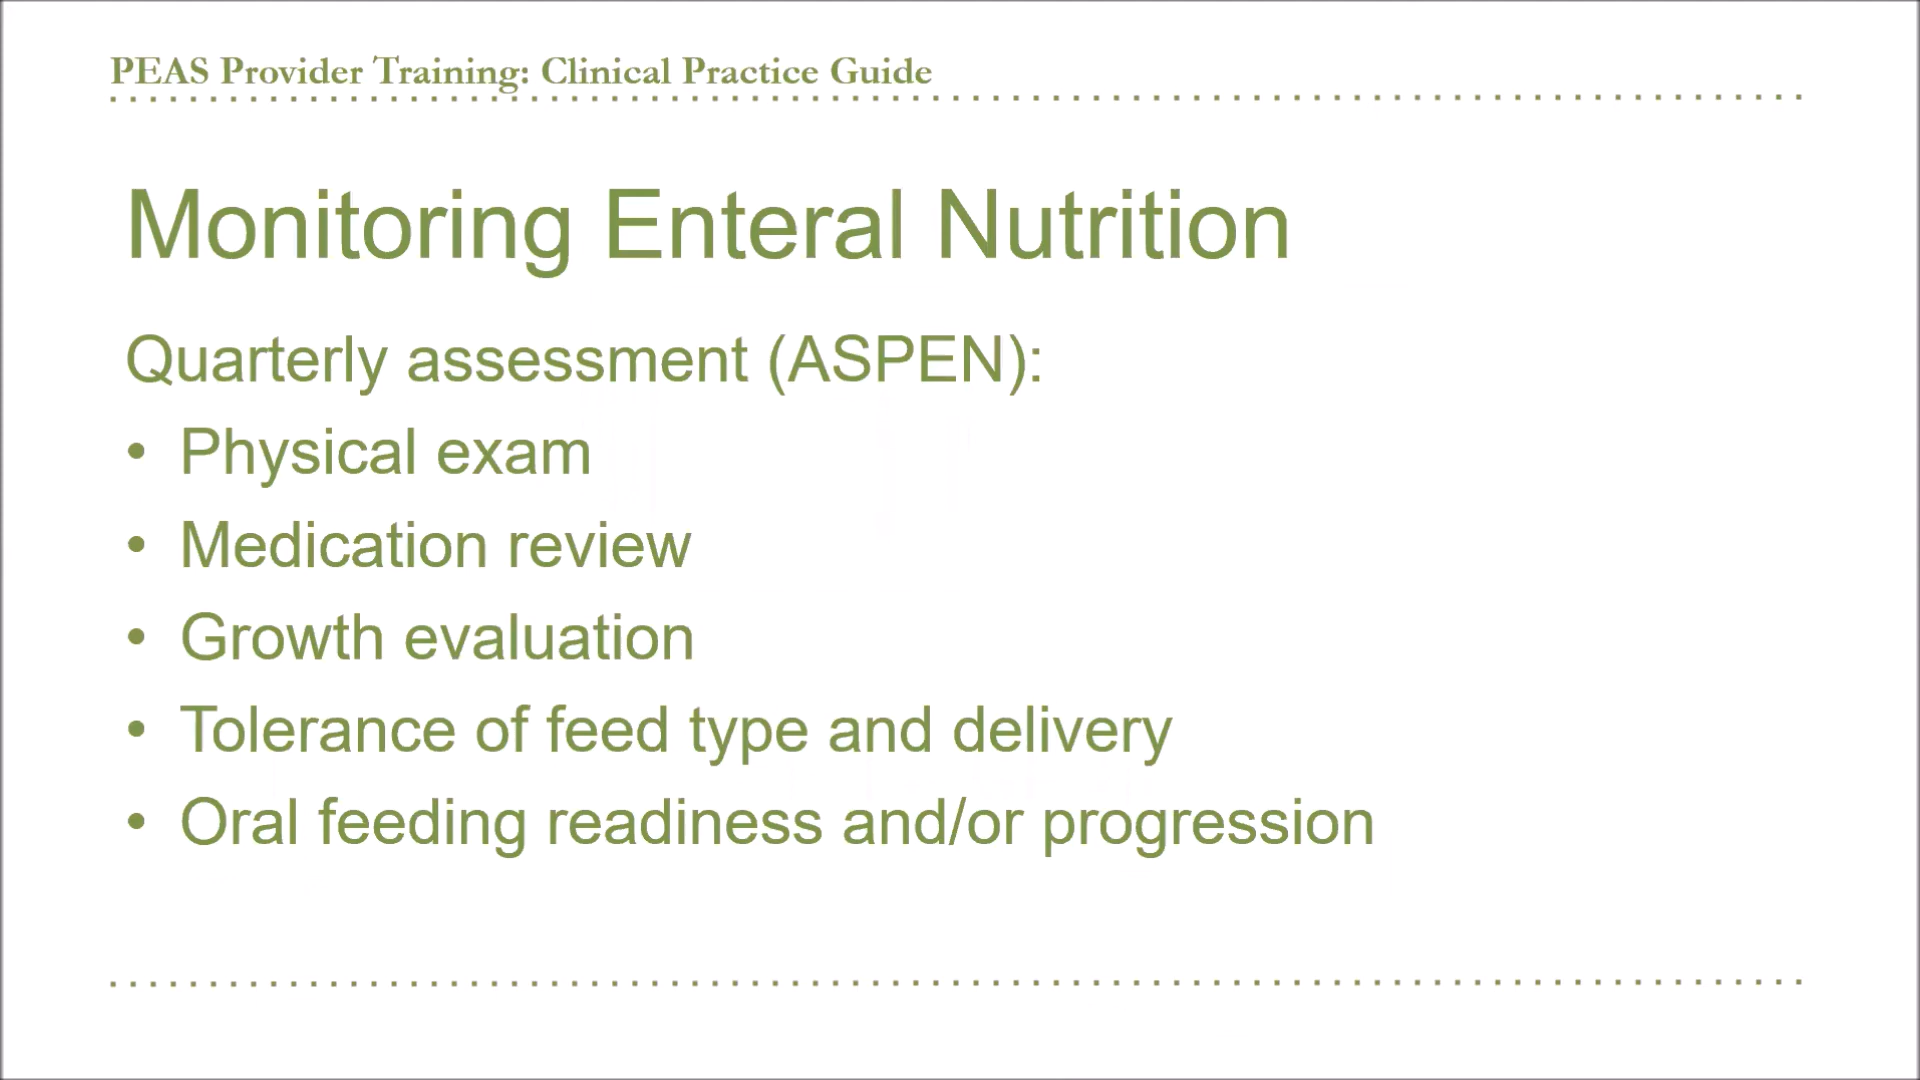 PEAS Provider Training: Clinical Practice Guide
Monitoring Enteral Nutrition
Quarterly assessment (ASPEN):
• Physical exam
• Medication review
• Growth evaluation
• Tolerance of feed type and delivery
• Oral feeding readiness and/or progression